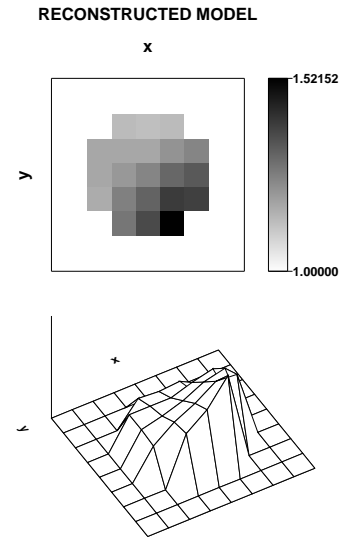 RECONSTRUCTED MODEL
x
1.52152
y
1.00000
x
y